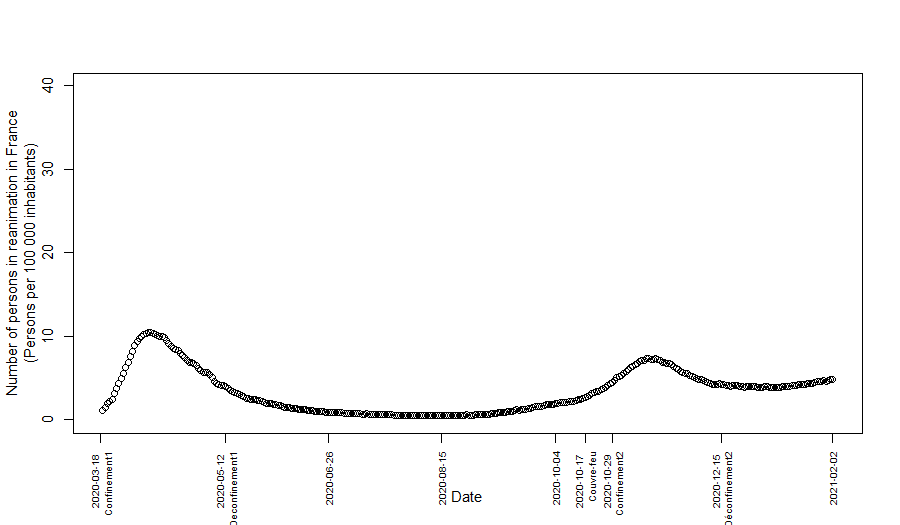 Number of persons in reanimation in France
(Persons per 100 000 inhabitants)
40
30
20
10
0
2020-03-18
Confinement1
2020-05-12
Deconfinement1
2020-06-26
2020-08-15
2020-10-04
2020-10-17
Couvre-feu
2020-10-29
Confinement2
2020-12-15
Déconfinement2
2021-02-02
Date